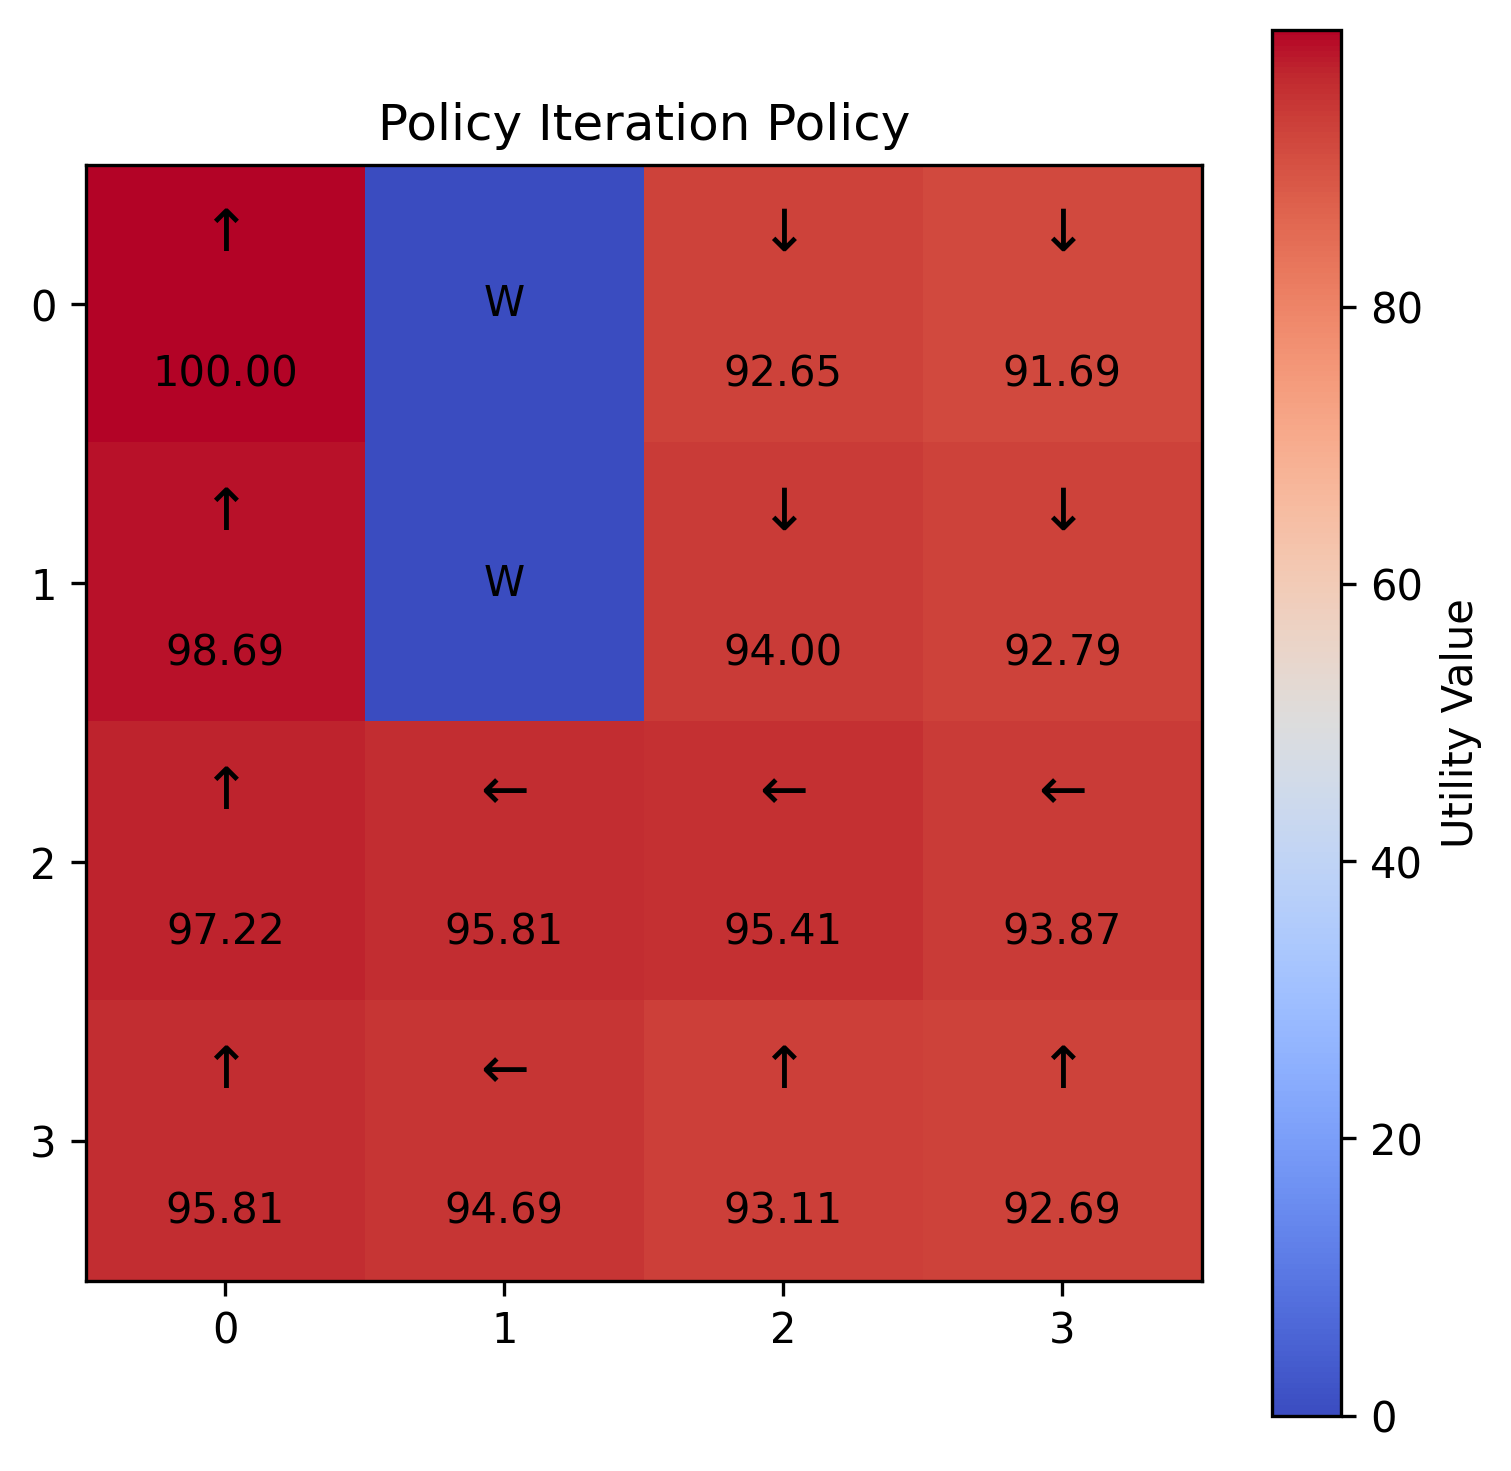 Policy Iteration Policy
↑ ↓ ↓
0 W 80
100.00 92.65 91.69
↑ ↓ ↓
1 W 60
98.69 94.00 92.79
Utility Value
↑ ← ← ←
2 40
97.22 95.81 95.41 93.87
↑ ← ↑ ↑
3 20
95.81 94.69 93.11 92.69
0 1 2 3
0